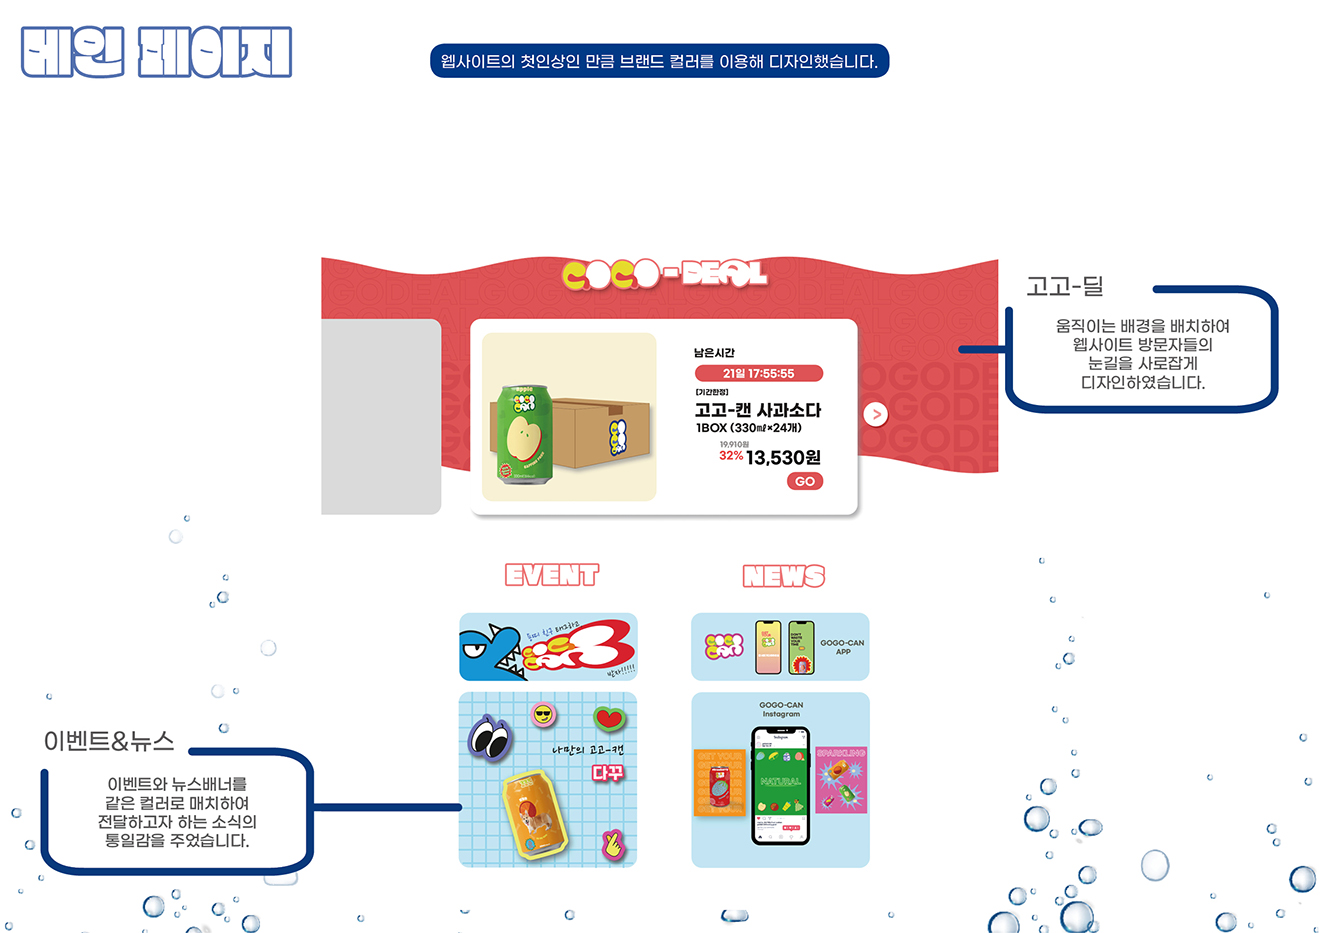 메인 페이지
웹사이트의 첫인상인 만큼 브랜드 컬러를 이용해 디자인했습니다.
GOGO-DEAL
남은시간
21일 17:55:55
[기간한정]
고고-캔 사과소다
1BOX (330㎖×24개)
19,910원
32% 13,530원
GO
>
고고-딜
움직이는 배경을 배치하여
웹사이트 방문자들의
눈길을 사로잡게
디자인하였습니다.
EVENT
NEWS
받자!!!!!
나만의 고고-캔
다꾸
GOGO-CAN
APP
GOGO-CAN
Instagram
GET YOUR
NATURAL
SPARKLING
이벤트&뉴스
이벤트와 뉴스배너를
같은 컬러로 매치하여
전달하고자 하는 소식의
통일감을 주었습니다.